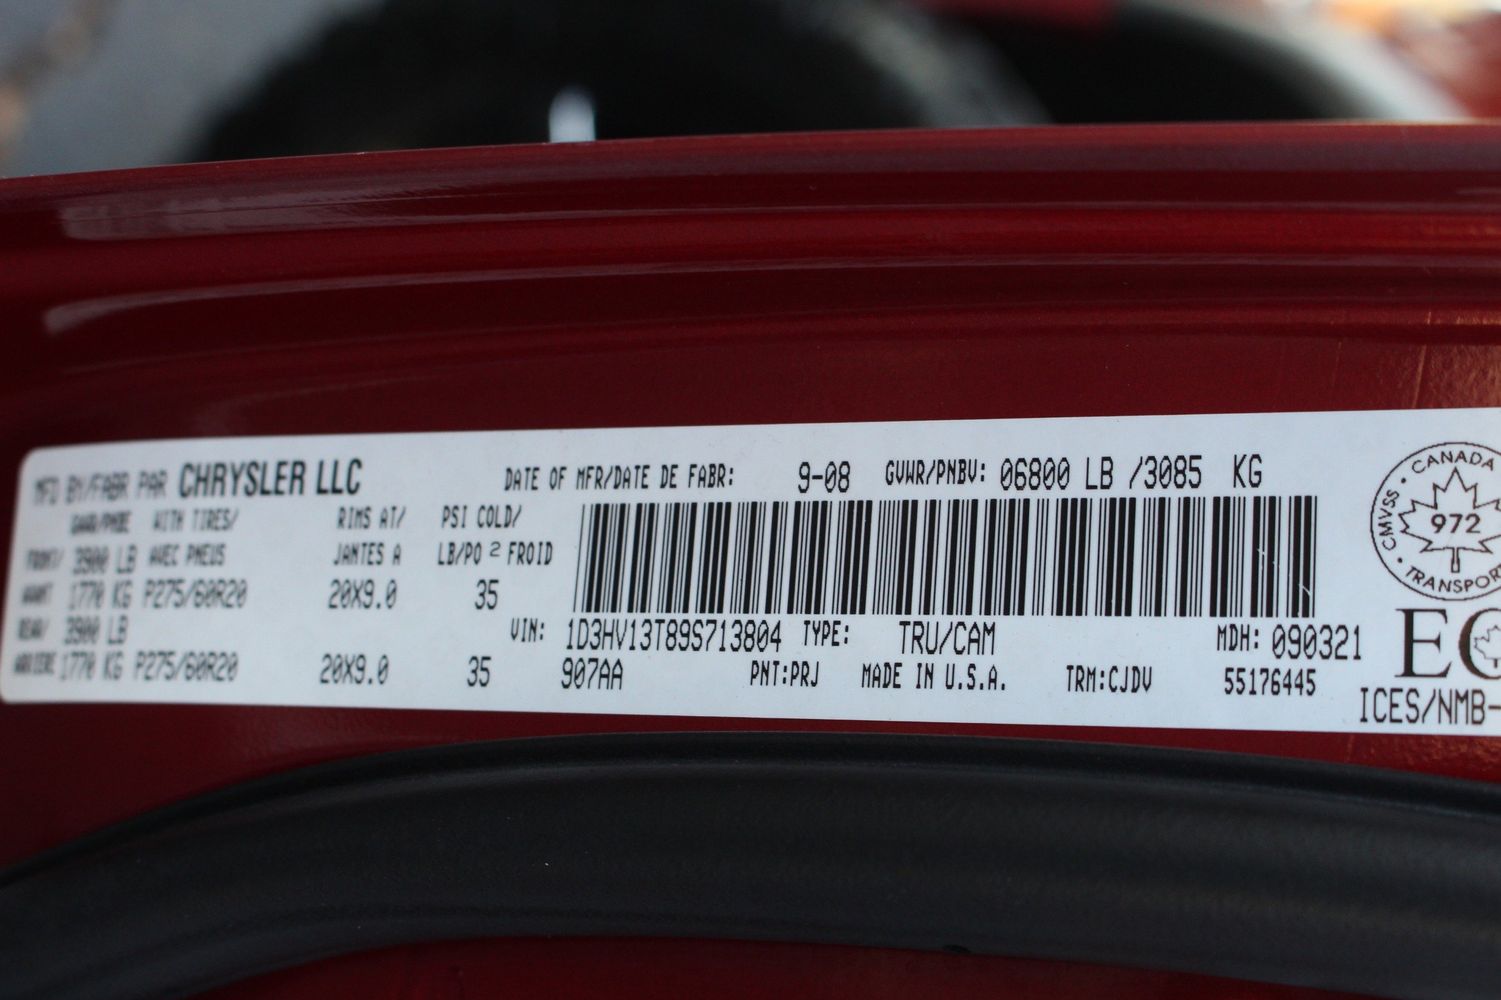 MFD BY/FABR PAR CHRYSLER LLC DATE OF MFR/DATE DE FABR: 9-08 GVWR/PNBV: 06800 LB /3085 KG
GAWR/PNBE WITH TIRES/ RIMS AT/ PSI COLD/
FRONT/ 3900 LB AVEC PNEUS JANTES A LB/PO 2 FROID
AVANT 1770 KG P275/60R20 20X9.0 35
REAR/ 3900 LB VIN: 1D3HV13T89S713804 TYPE: TRU/CAM MDH: 090321
ARRIERE 1770 KG P275/60R20 20X9.0 35 907AA PNT:PRJ MADE IN U.S.A. TRM:CJDV 55176445
CANADA
CMVSS
972
TRANSPOR
ICES/NMB-